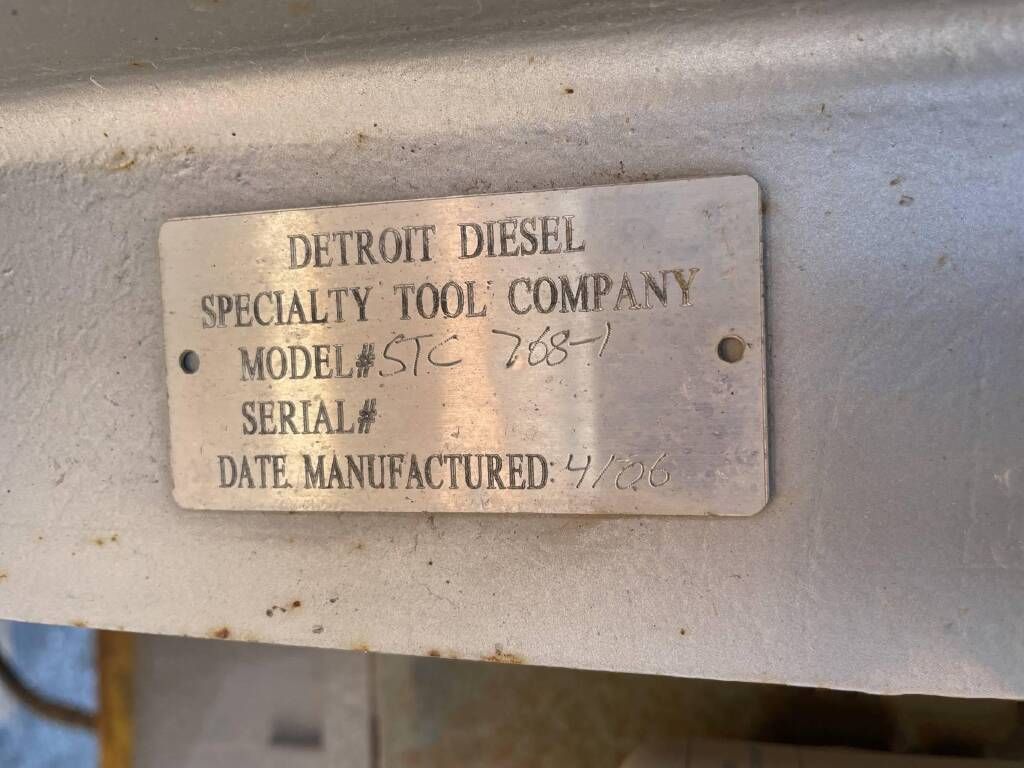 DETROIT DIESEL
SPECIALTY TOOL COMPANY
MODEL# STC 768-1
SERIAL#
DATE MANUFACTURED: 4/06